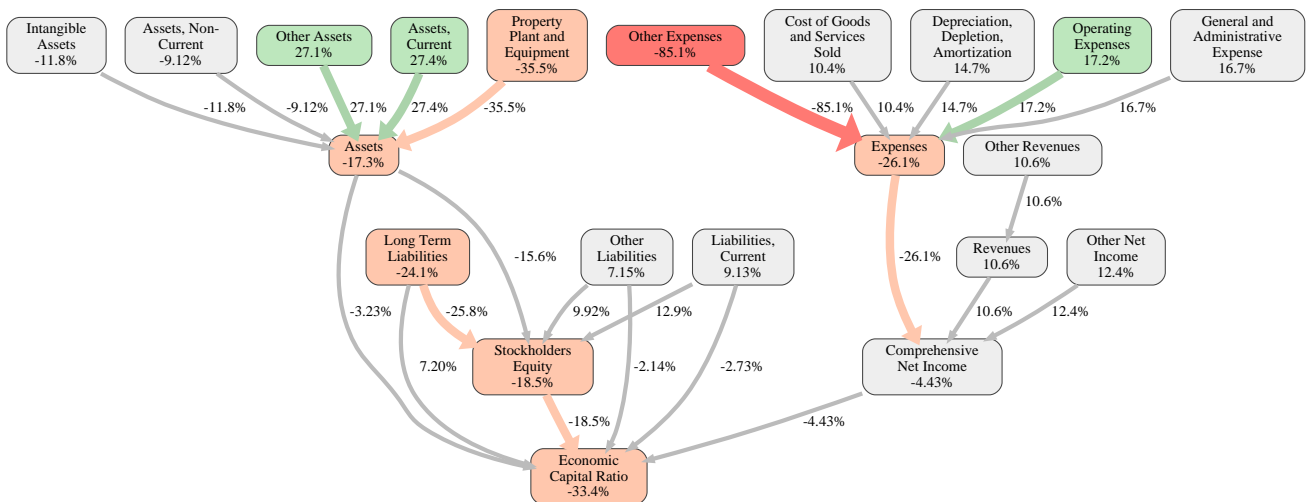 Intangible
Assets
-11.8%
Assets, Non-
Current
-9.12%
Other Assets
27.1%
Assets,
Current
27.4%
Property
Plant and
Equipment
-35.5%
Other Expenses
-85.1%
Cost of Goods
and Services
Sold
10.4%
Depreciation,
Depletion,
Amortization
14.7%
Operating
Expenses
17.2%
General and
Administrative
Expense
16.7%
-11.8%
-9.12%
27.1%
27.4%
-35.5%
-85.1%
10.4%
14.7%
17.2%
16.7%
Assets
-17.3%
Expenses
-26.1%
Other Revenues
10.6%
10.6%
Long Term
Liabilities
-24.1%
Other
Liabilities
7.15%
Liabilities,
Current
9.13%
-15.6%
-26.1%
Revenues
10.6%
Other Net
Income
12.4%
-3.23%
-25.8%
9.92%
12.9%
10.6%
12.4%
Stockholders
Equity
-18.5%
7.20%
-2.14%
-2.73%
Comprehensive
Net Income
-4.43%
-18.5%
-4.43%
Economic
Capital Ratio
-33.4%